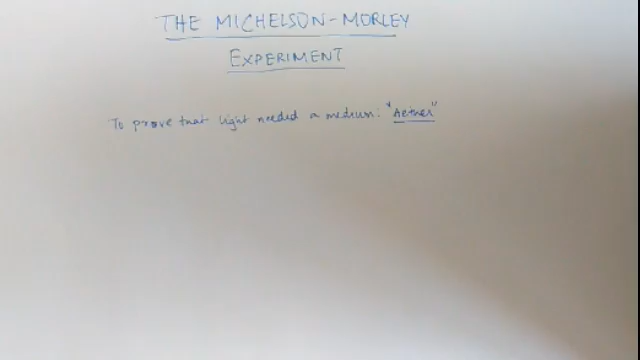 THE MICHELSON-MORLEY
EXPERIMENT
To prove that light needed a medium: "Aether"